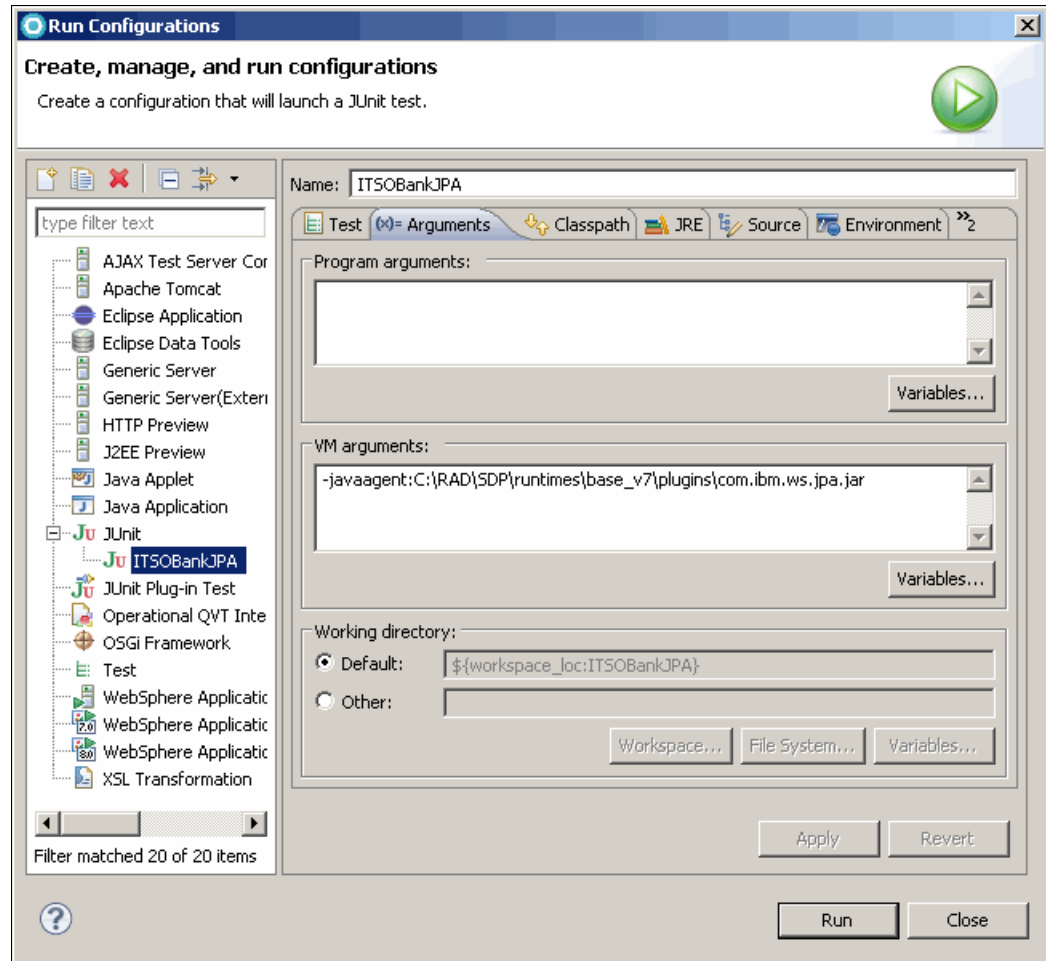 Run Configurations
Create, manage, and run configurations
Create a configuration that will launch a JUnit test.
type filter text
AJAX Test Server Cor
Apache Tomcat
Eclipse Application
Eclipse Data Tools
Generic Server
Generic Server(Extern
HTTP Preview
J2EE Preview
Java Applet
Java Application
Ju JUnit
Ju ITSOBankJPA
JUnit Plug-in Test
Operational QVT Inte
OSGi Framework
Test
WebSphere Applicatic
WebSphere Applicatic
WebSphere Applicatic
XSL Transformation
Filter matched 20 of 20 items
Name: ITSOBankJPA
Test (x)= Arguments Classpath JRE Source Environment »2
Program arguments:
Variables...
VM arguments:
-javaagent:C:\RAD\SDP\runtimes\base_v7\plugins\com.ibm.ws.jpa.jar
Variables...
Working directory:
Default: ${workspace_loc:ITSOBankJPA}
Other:
Workspace... File System... Variables...
Apply Revert
? Run Close